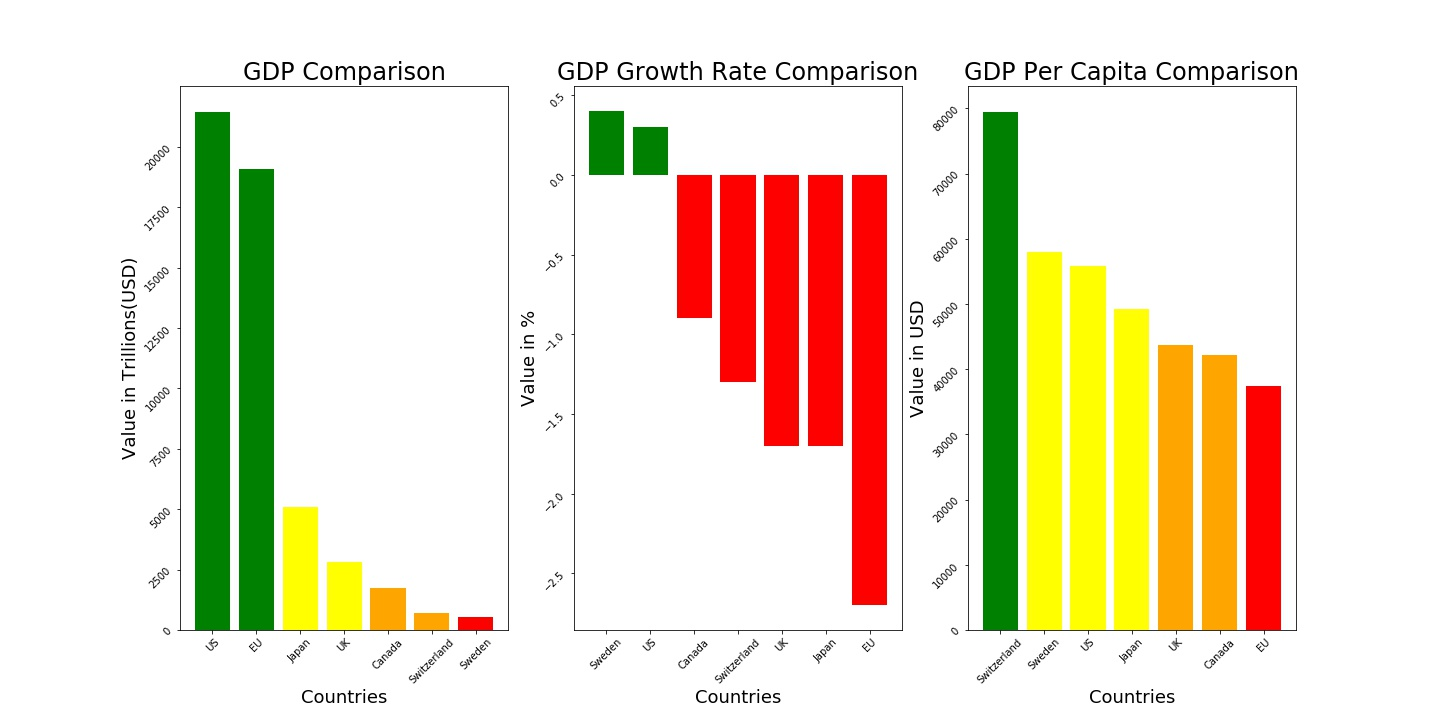 GDP Comparison
Value in Trillions(USD)
20000
17500
15000
12500
10000
7500
5000
2500
0
US EU Japan UK Canada Switzerland Sweden
Countries
GDP Growth Rate Comparison
Value in %
0.5
0.0
−0.5
−1.0
−1.5
−2.0
−2.5
Sweden US Canada Switzerland UK Japan EU
Countries
GDP Per Capita Comparison
Value in USD
80000
70000
60000
50000
40000
30000
20000
10000
0
Switzerland Sweden US Japan UK Canada EU
Countries